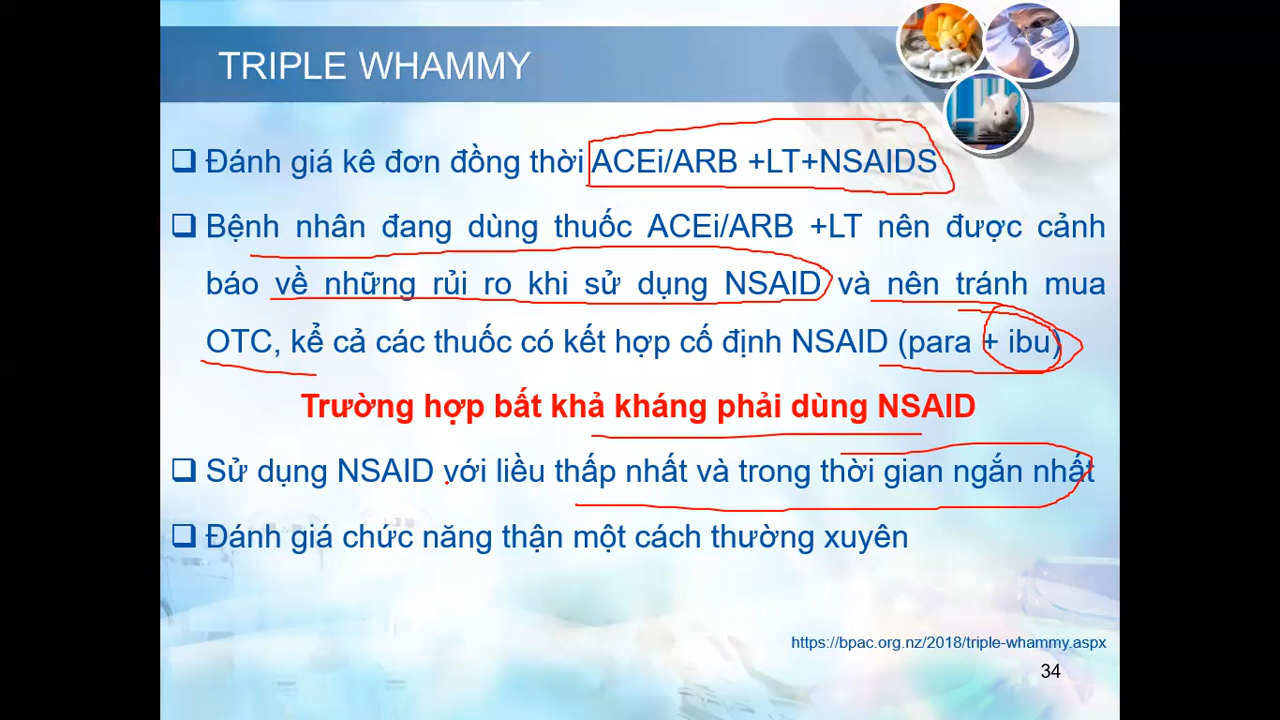 TRIPLE WHAMMY
Đánh giá kê đơn đồng thời ACEi/ARB +LT+NSAIDS
Bệnh nhân đang dùng thuốc ACEi/ARB +LT nên được cảnh
báo về những rủi ro khi sử dụng NSAID và nên tránh mua
OTC, kể cả các thuốc có kết hợp cố định NSAID (para + ibu)
Trường hợp bất khả kháng phải dùng NSAID
Sử dụng NSAID với liều thấp nhất và trong thời gian ngắn nhất
Đánh giá chức năng thận một cách thường xuyên
https://bpac.org.nz/2018/triple-whammy.aspx
34